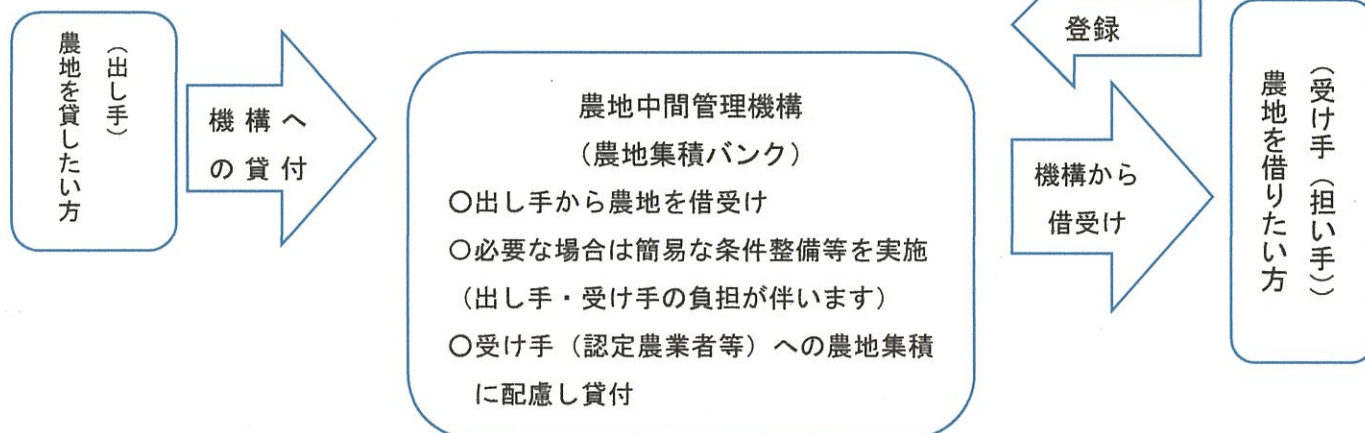 （出し手）
農地を貸したい方
機構へ
の貸付
農地中間管理機構
（農地集積バンク）
○出し手から農地を借受け
○必要な場合は簡易な条件整備等を実施
（出し手・受け手の負担が伴います）
○受け手（認定農業者等）への農地集積
に配慮し貸付
登録
機構から
借受け
（受け手（担い手））
農地を借りたい方